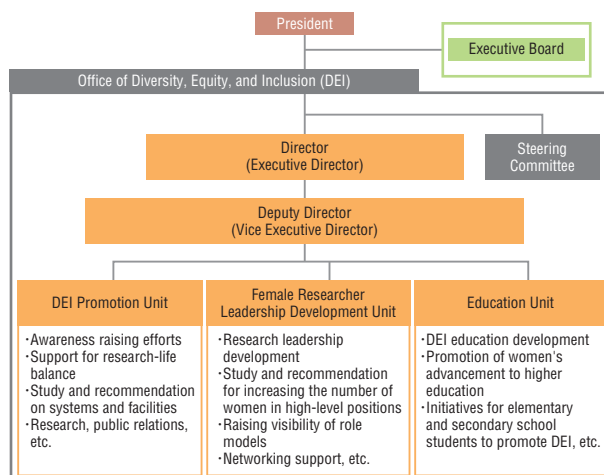 President
Executive Board
Office of Diversity, Equity, and Inclusion (DEI)
Director
(Executive Director)
Steering
Committee
Deputy Director
(Vice Executive Director)
DEI Promotion Unit
・Awareness raising efforts
・Support for research-life
balance
・Study and recommendation
on systems and facilities
・Research, public relations,
etc.
Female Researcher
Leadership Development Unit
・Research leadership
development
・Study and recommendation
for increasing the number of
women in high-level positions
・Raising visibility of role
models
・Networking support, etc.
Education Unit
・DEI education development
・Promotion of women's
advancement to higher
education
・Initiatives for elementary
and secondary school
students to promote DEI, etc.